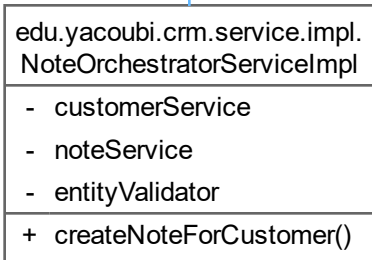 edu.yacoubi.crm.service.impl.
NoteOrchestratorServiceImpl
- customerService
- noteService
- entityValidator
+ createNoteForCustomer()